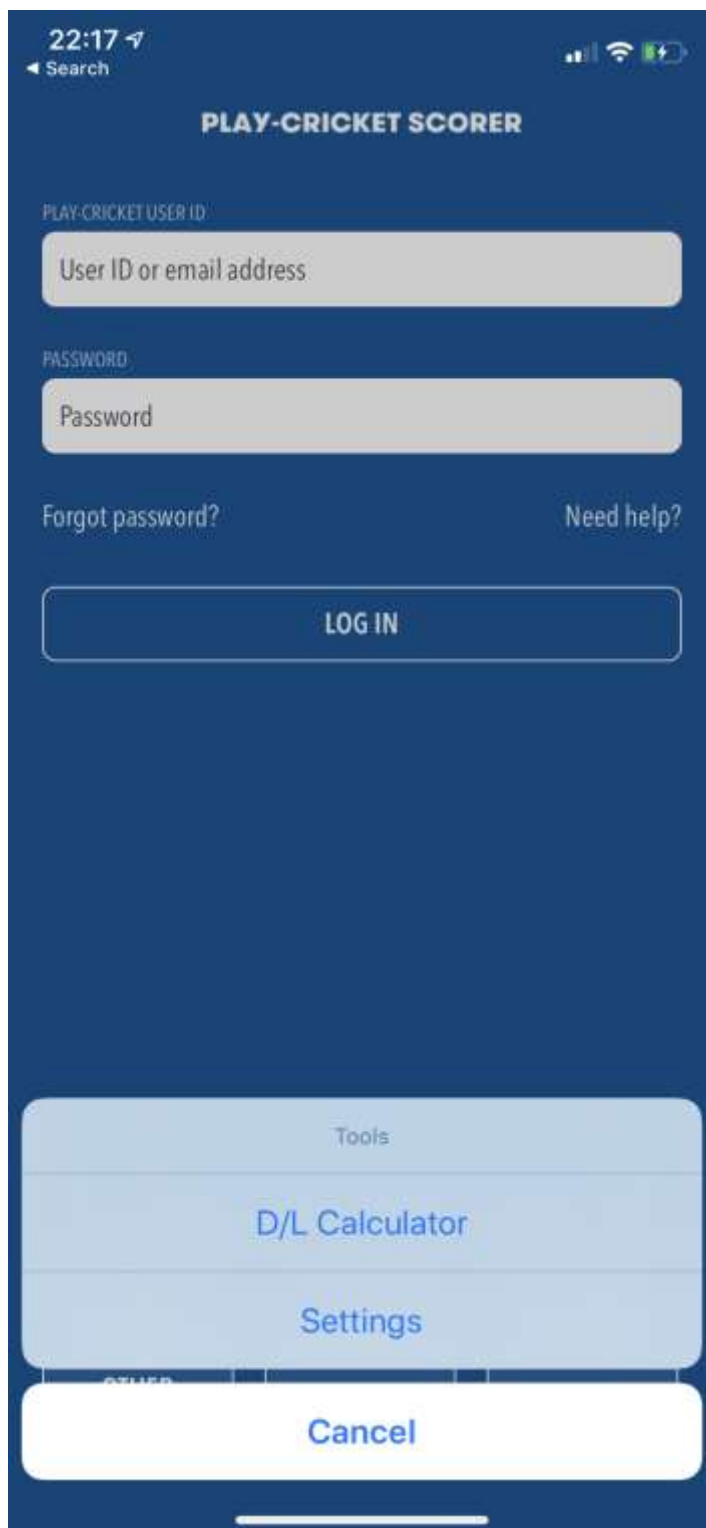 22:17
◀ Search
PLAY-CRICKET SCORER
PLAY-CRICKET USER ID
User ID or email address
PASSWORD
Password
Forgot password? Need help?
LOG IN
Tools
D/L Calculator
Settings
OTHER
Cancel